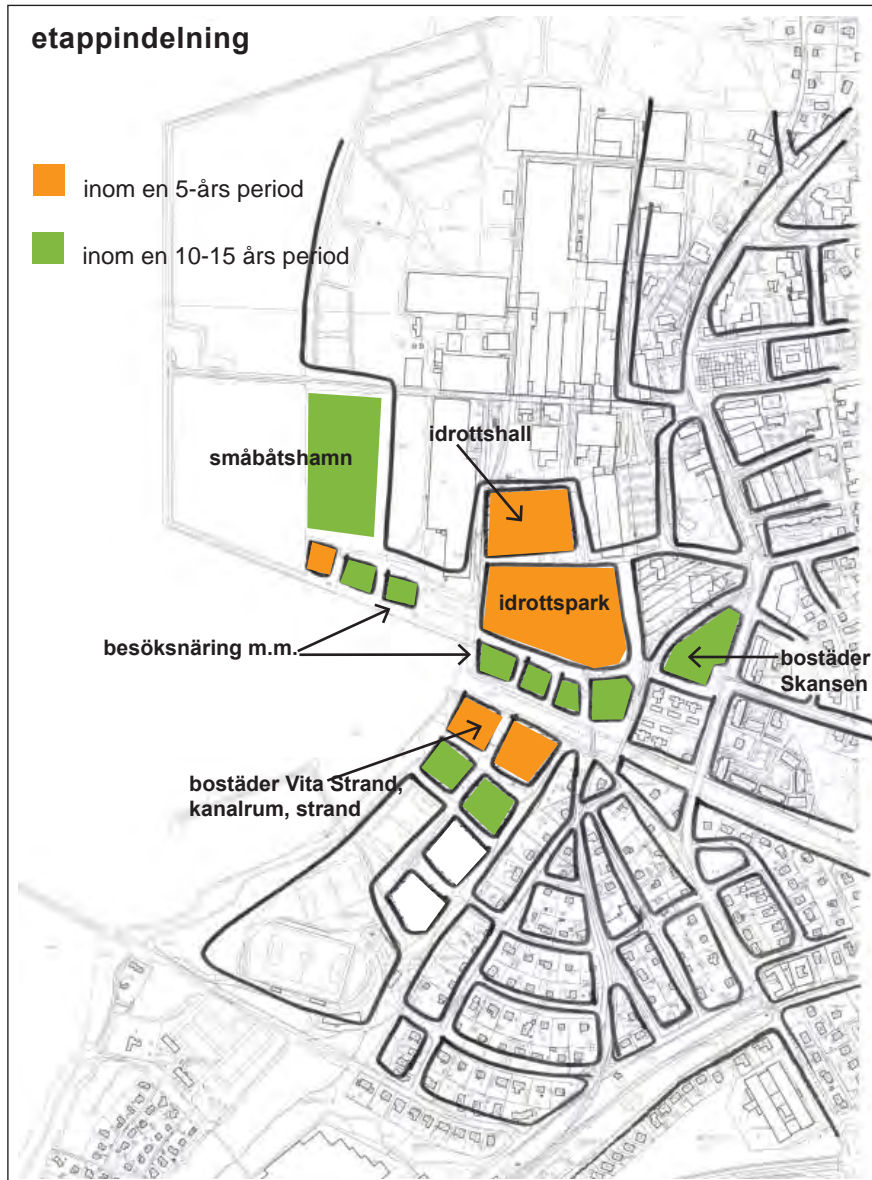 etappindelning
inom en 5-års period
inom en 10-15 års period
idrottshall
småbåtshamn
idrottspark
besöksnäring m.m.
bostäder
Skansen
bostäder Vita Strand,
kanalrum, strand